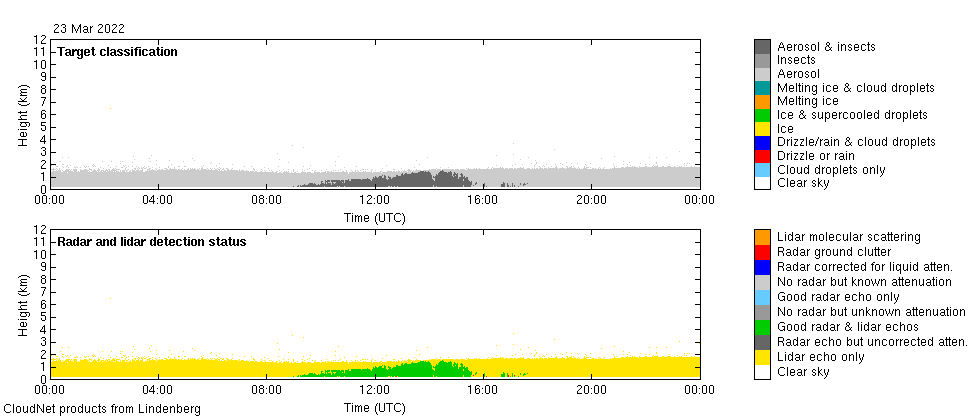 23 Mar 2022
Target classification
12
11
10
9
8
7
6
5
4
3
2
1
0
Height (km)
00:00 04:00 08:00 12:00 16:00 20:00 00:00
Time (UTC)
Aerosol & insects
Insects
Aerosol
Melting ice & cloud droplets
Melting ice
Ice & supercooled droplets
Ice
Drizzle/rain & cloud droplets
Drizzle or rain
Cloud droplets only
Clear sky
Radar and lidar detection status
12
11
10
9
8
7
6
5
4
3
2
1
0
Height (km)
00:00 04:00 08:00 12:00 16:00 20:00 00:00
Time (UTC)
Lidar molecular scattering
Radar ground clutter
Radar corrected for liquid atten.
No radar but known attenuation
Good radar echo only
No radar but unknown attenuation
Good radar & lidar echos
Radar echo but uncorrected atten.
Lidar echo only
Clear sky
CloudNet products from Lindenberg